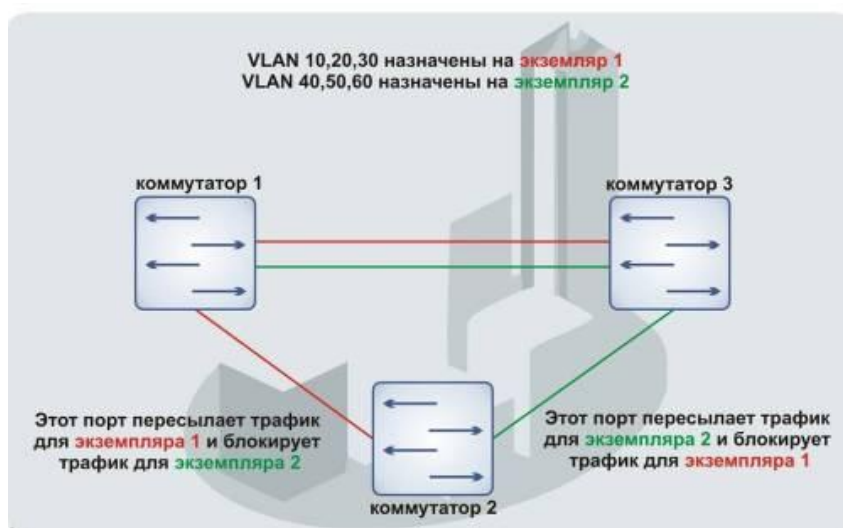 VLAN 10,20,30 назначены на экземляр 1
VLAN 40,50,60 назначены на экземпляр 2
коммутатор 1
коммутатор 3
Этот порт пересылает трафик
для экземпляра 1 и блокирует
трафик для экземпляра 2
Этот порт пересылает трафик
для экземпляра 2 и блокирует
трафик для экземпляра 1
коммутатор 2